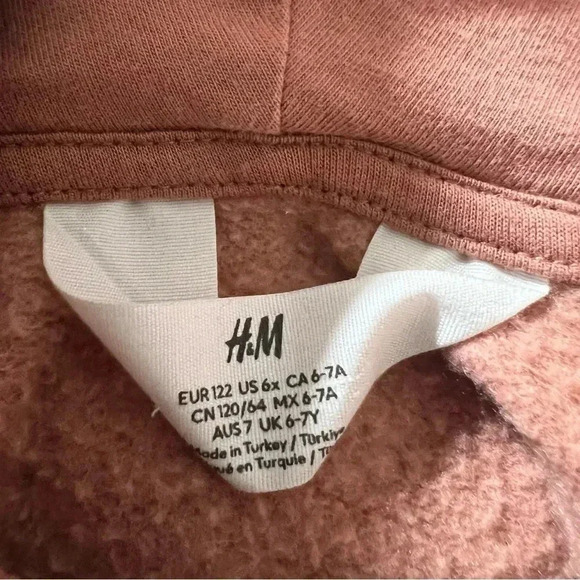 H&M
EUR 122 US 6x CA 6-7A
CN 120/64 MX 6-7A
AUS 7 UK 6-7Y
Made in Turkey / Türkiye
en Turquie /